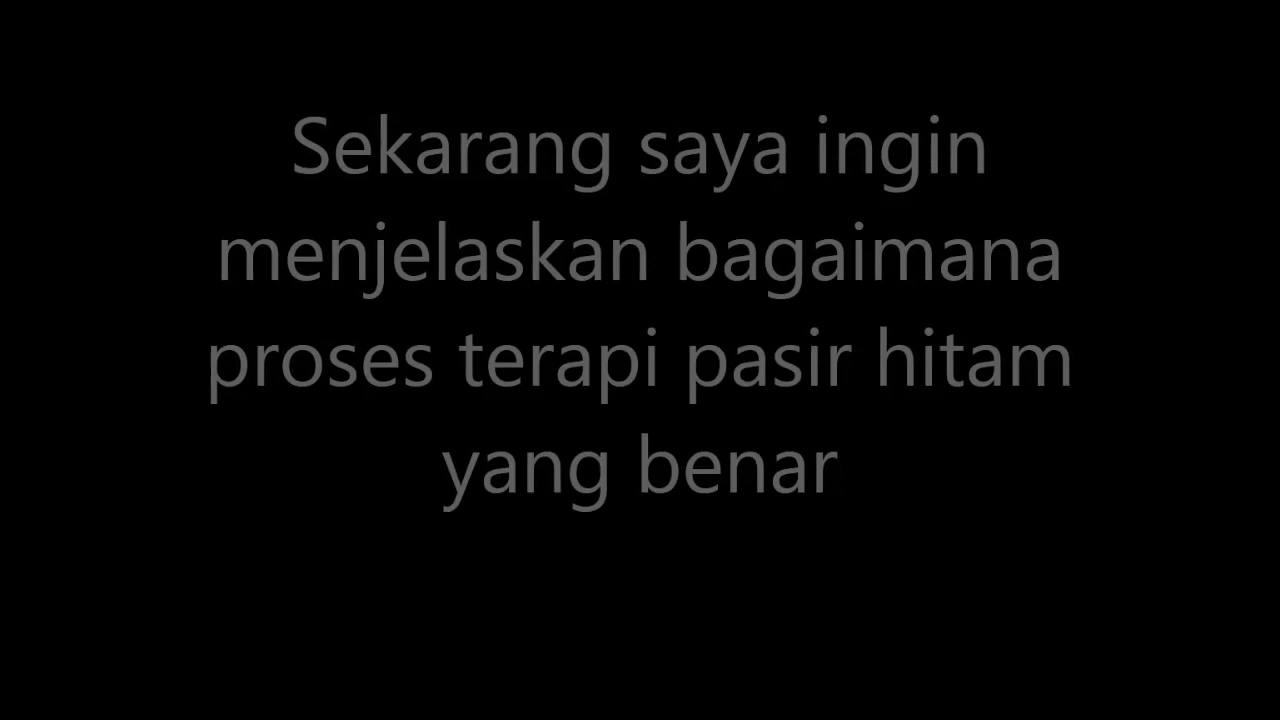 Sekarang saya ingin
menjelaskan bagaimana
proses terapi pasir hitam
yang benar